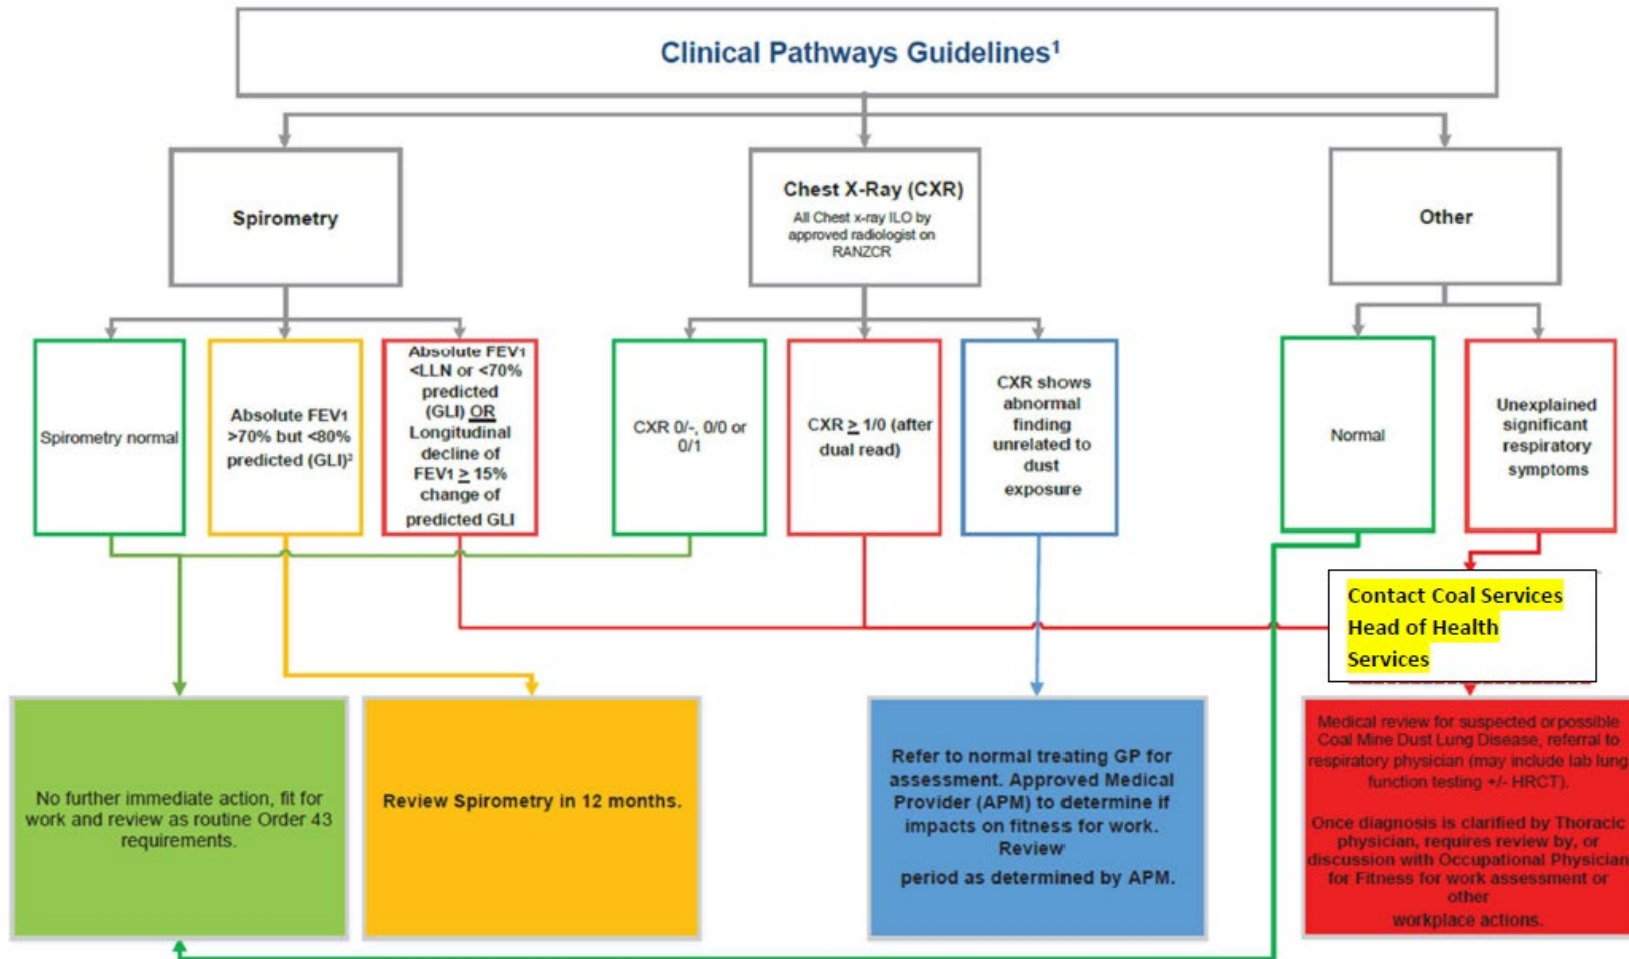 Clinical Pathways Guidelines¹
Spirometry
Chest X-Ray (CXR)
All Chest x-ray ILO by
approved radiologist on
RANZCR
Other
Spirometry normal
Absolute FEV1
>70% but <80%
predicted (GLI)²
Absolute FEV1
<LLN or <70%
predicted
(GLI) OR
Longitudinal
decline of
FEV1 ≥ 15%
change of
predicted GLI
CXR 0/-, 0/0 or
0/1
CXR ≥ 1/0 (after
dual read)
CXR shows
abnormal
finding
unrelated to
dust
exposure
Normal
Unexplained
significant
respiratory
symptoms
Contact Coal Services
Head of Health
Services
No further immediate action, fit for
work and review as routine Order 43
requirements.
Review Spirometry in 12 months.
Refer to normal treating GP for
assessment. Approved Medical
Provider (APM) to determine if
impacts on fitness for work.
Review
period as determined by APM.
Medical review for suspected or possible
Coal Mine Dust Lung Disease, referral to
respiratory physician (may include lab lung
function testing +/- HRCT).
Once diagnosis is clarified by Thoracic
physician, requires review by, or
discussion with Occupational Physician
for Fitness for work assessment or
other
workplace actions.